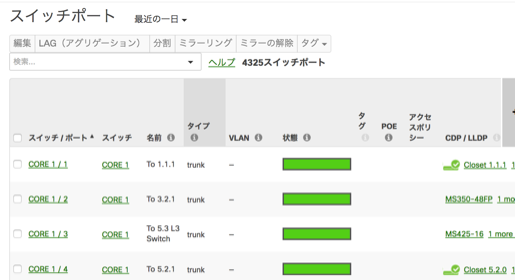 スイッチポート 最近の一日
編集 LAG（アグリゲーション） 分割 ミラーリング ミラーの解除 タグ
検索... ヘルプ 4325スイッチポート
スイッチ / ポート スイッチ 名前 タイプ VLAN 状態 タグ POE アクセスポリシー CDP / LLDP
CORE 1 / 1 CORE 1 To 1.1.1 trunk – Closet 1.1.1
CORE 1 / 2 CORE 1 To 3.2.1 trunk – MS350-48FP 1 mo
CORE 1 / 3 CORE 1 To 5.3 L3 Switch trunk – MS425-16 1 more
CORE 1 / 4 CORE 1 To 5.2.1 trunk – Closet 5.2.0